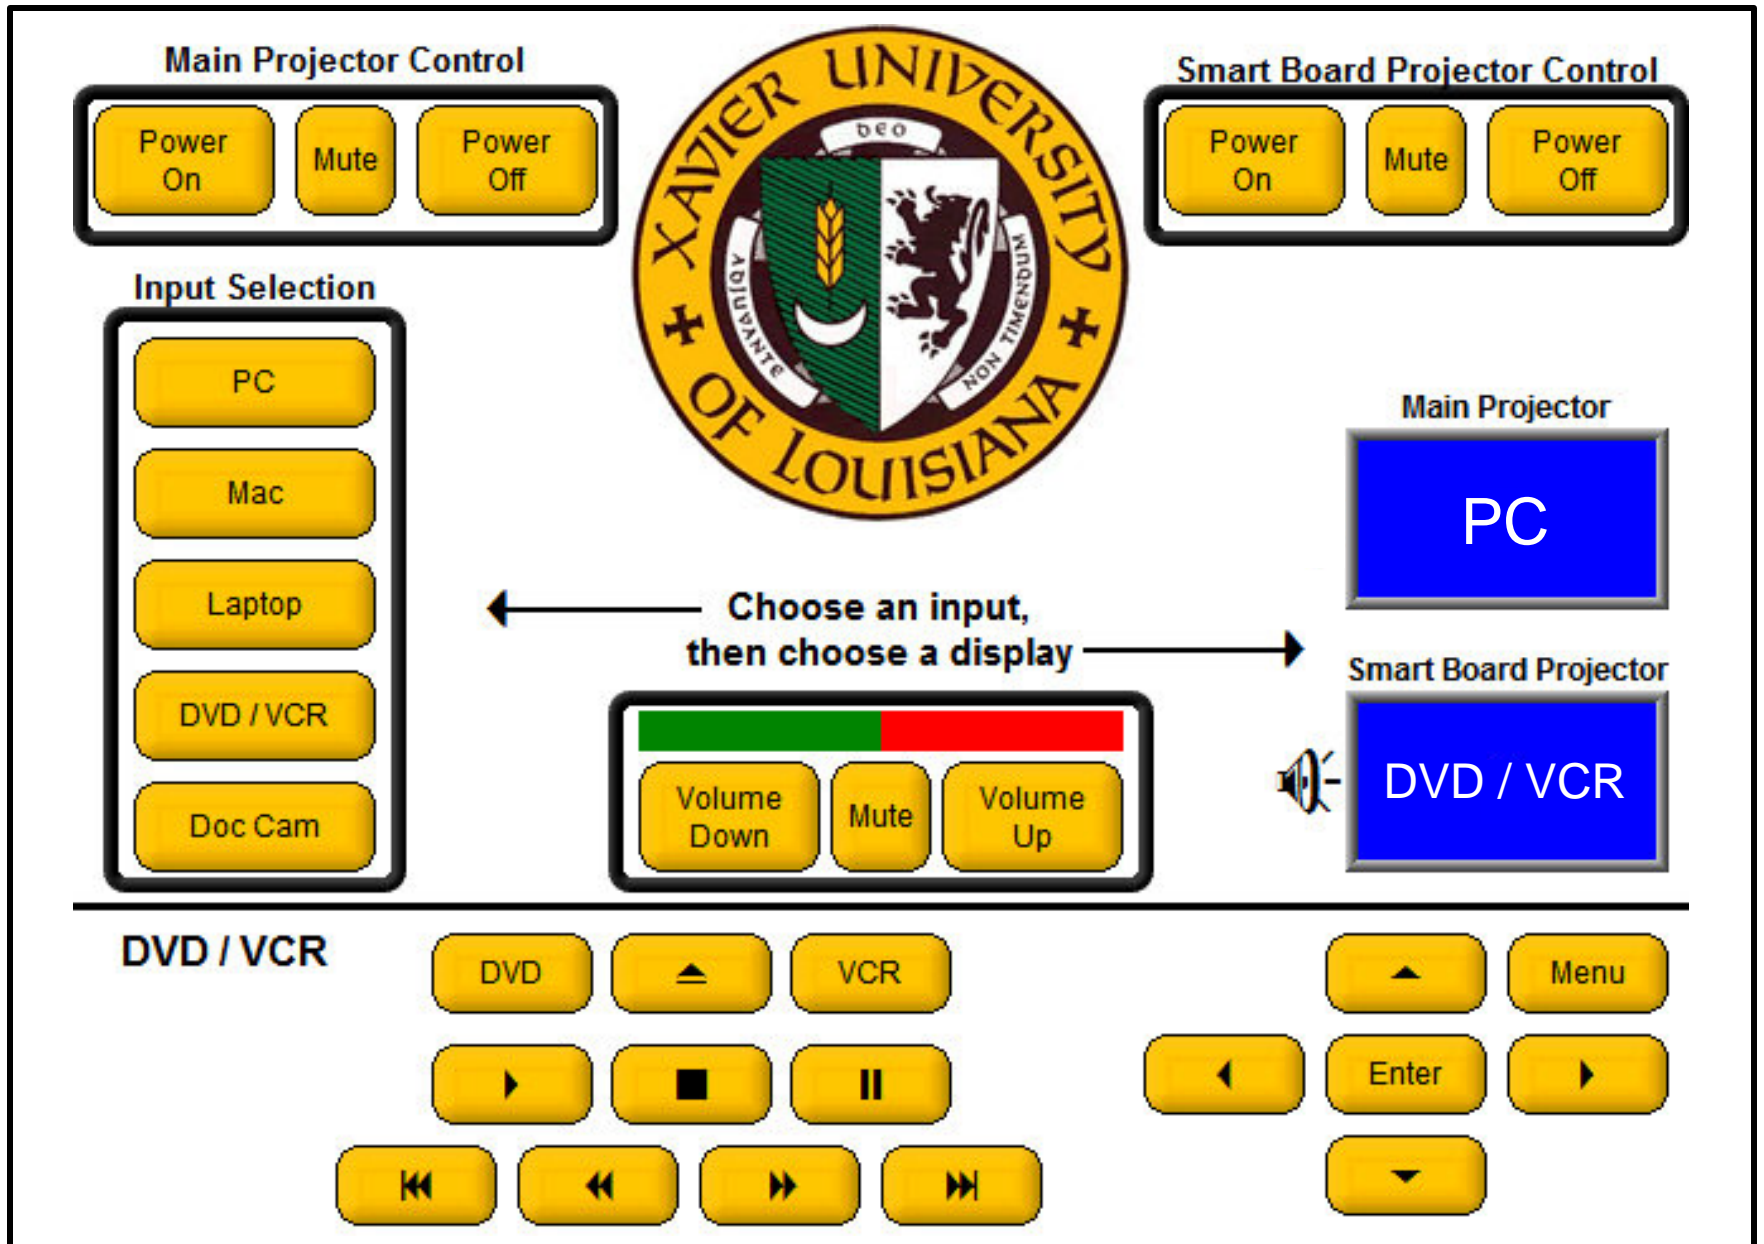 Main Projector Control
Power
On
Mute
Power
Off
XAVIER UNIVERSITY
OF LOUISIANA
DEO
ADJUVANTE
NON TIMENDUM
Smart Board Projector Control
Power
On
Mute
Power
Off
Input Selection
PC
Mac
Laptop
DVD / VCR
Doc Cam
Choose an input,
then choose a display
Volume
Down
Mute
Volume
Up
Main Projector
PC
Smart Board Projector
DVD / VCR
DVD / VCR
DVD
VCR
Menu
Enter